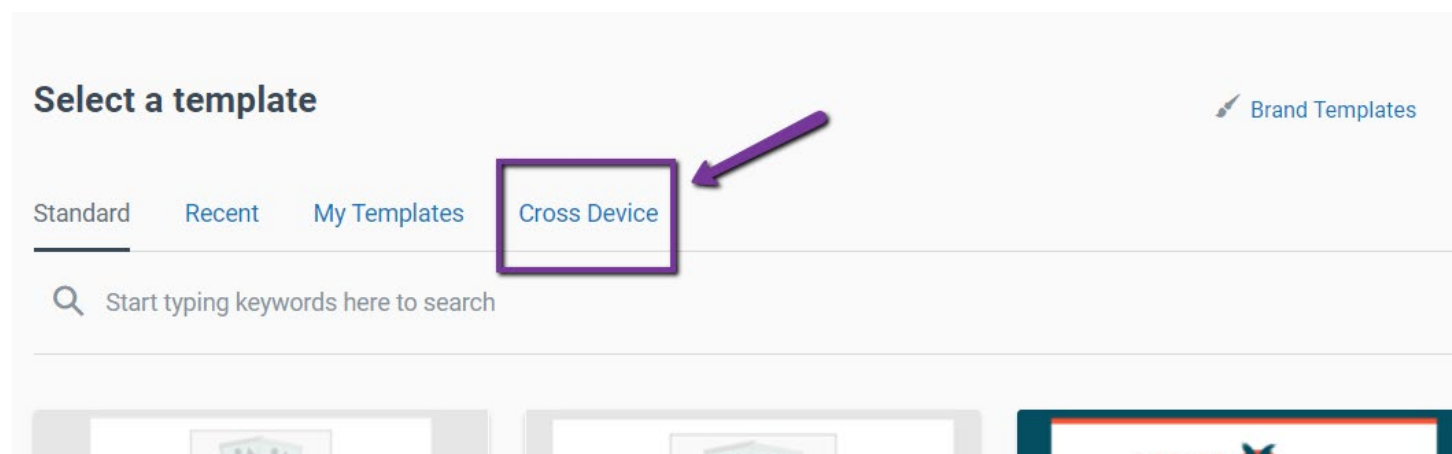 Select a template
Brand Templates
Standard Recent My Templates Cross Device
Start typing keywords here to search